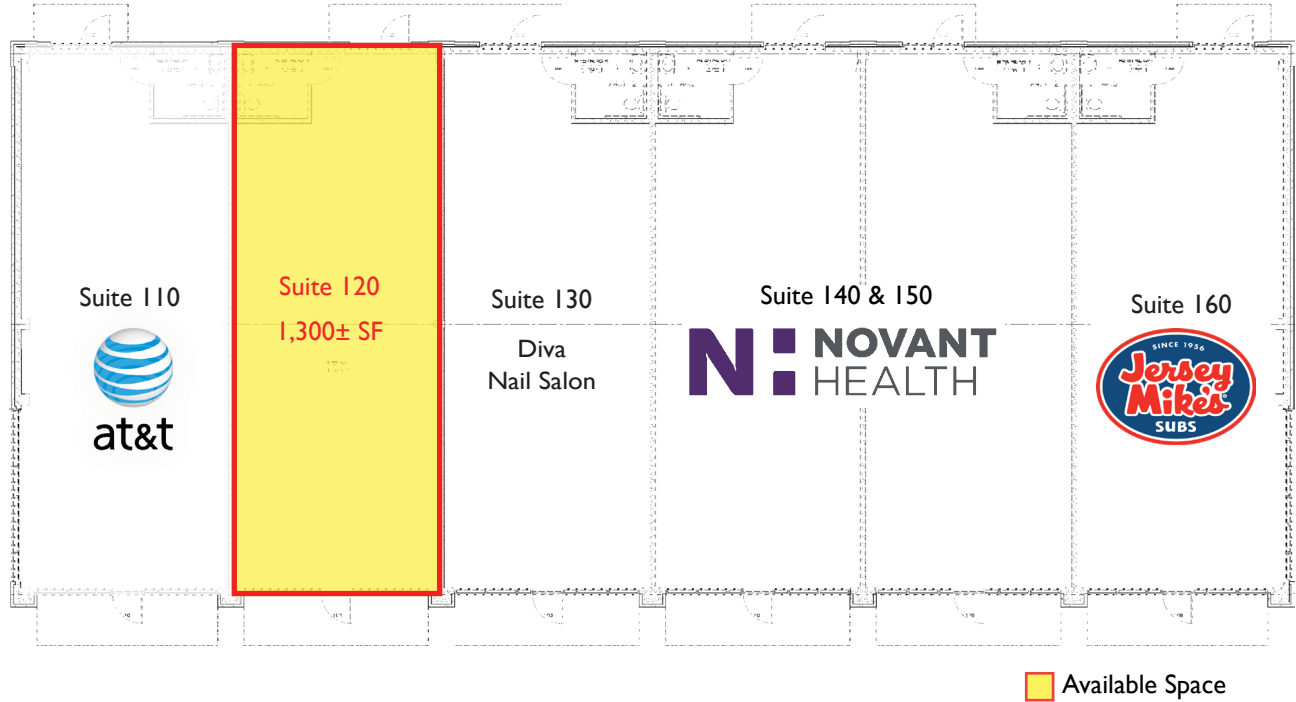 Suite 110
at&t
Suite 120
1,300± SF
Suite 130
Diva
Nail Salon
Suite 140 & 150
N
NOVANT
HEALTH
Suite 160
SINCE 1956
Jersey
Mike's
SUBS
Available Space